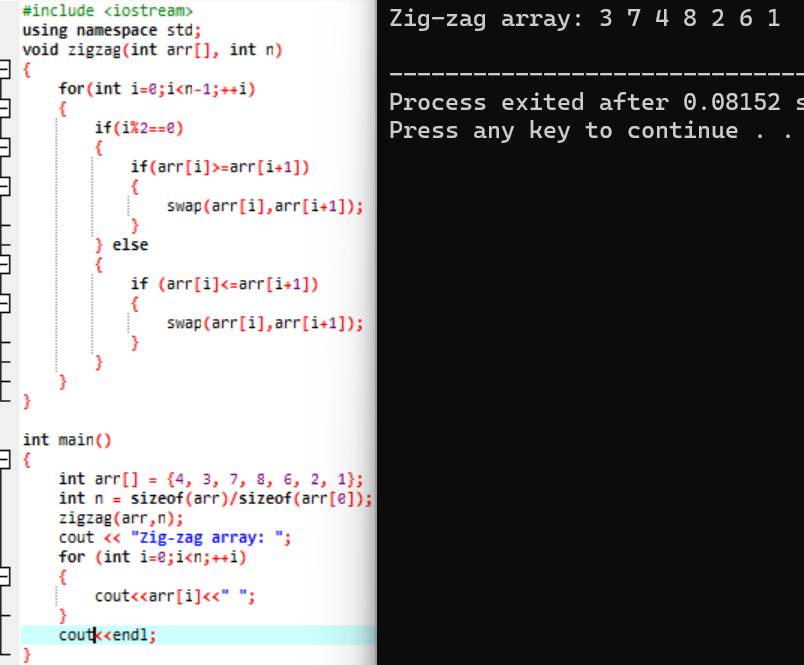 #include <iostream>
using namespace std;
void zigzag(int arr[], int n)
{
    for(int i=0;i<n-1;++i)
    {
        if(i%2==0)
        {
            if(arr[i]>=arr[i+1])
            {
                swap(arr[i],arr[i+1]);
            }
        } else
        {
            if (arr[i]<=arr[i+1])
            {
                swap(arr[i],arr[i+1]);
            }
        }
    }
}

int main()
{
    int arr[] = {4, 3, 7, 8, 6, 2, 1};
    int n = sizeof(arr)/sizeof(arr[0]);
    zigzag(arr,n);
    cout << "Zig-zag array: ";
    for (int i=0;i<n;++i)
    {
        cout<<arr[i]<<" ";
    }
    cout<<endl;
}
Zig-zag array: 3 7 4 8 2 6 1

--------------------------------
Process exited after 0.08152 s
Press any key to continue . .